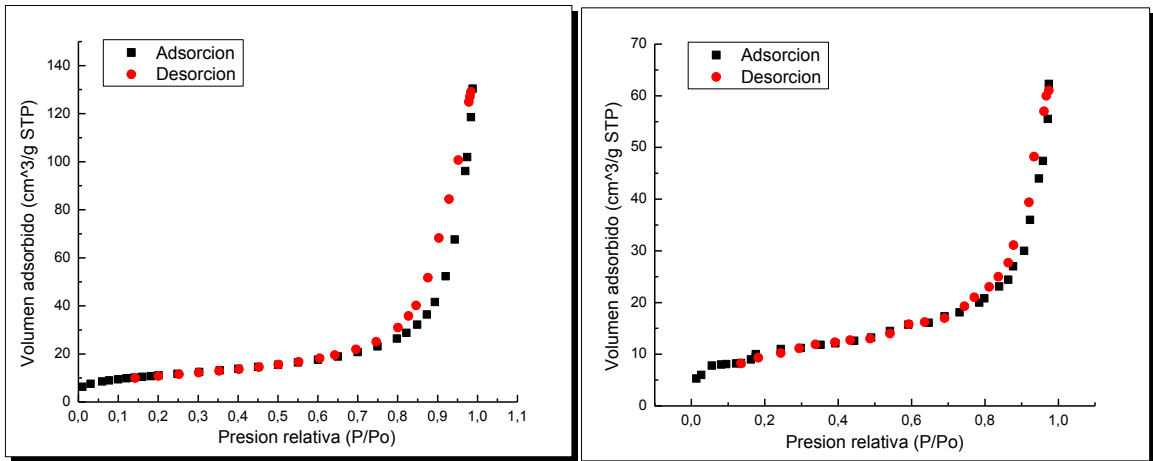 Adsorcion
Desorcion
140
120
100
80
60
40
20
0
0,0 0,1 0,2 0,3 0,4 0,5 0,6 0,7 0,8 0,9 1,0 1,1
Volumen adsorbido (cm^3/g STP)
Presion relativa (P/Po)
Adsorcion
Desorcion
70
60
50
40
30
20
10
0
0,0 0,2 0,4 0,6 0,8 1,0
Volumen adsorbido (cm^3/g STP)
Presion relativa (P/Po)